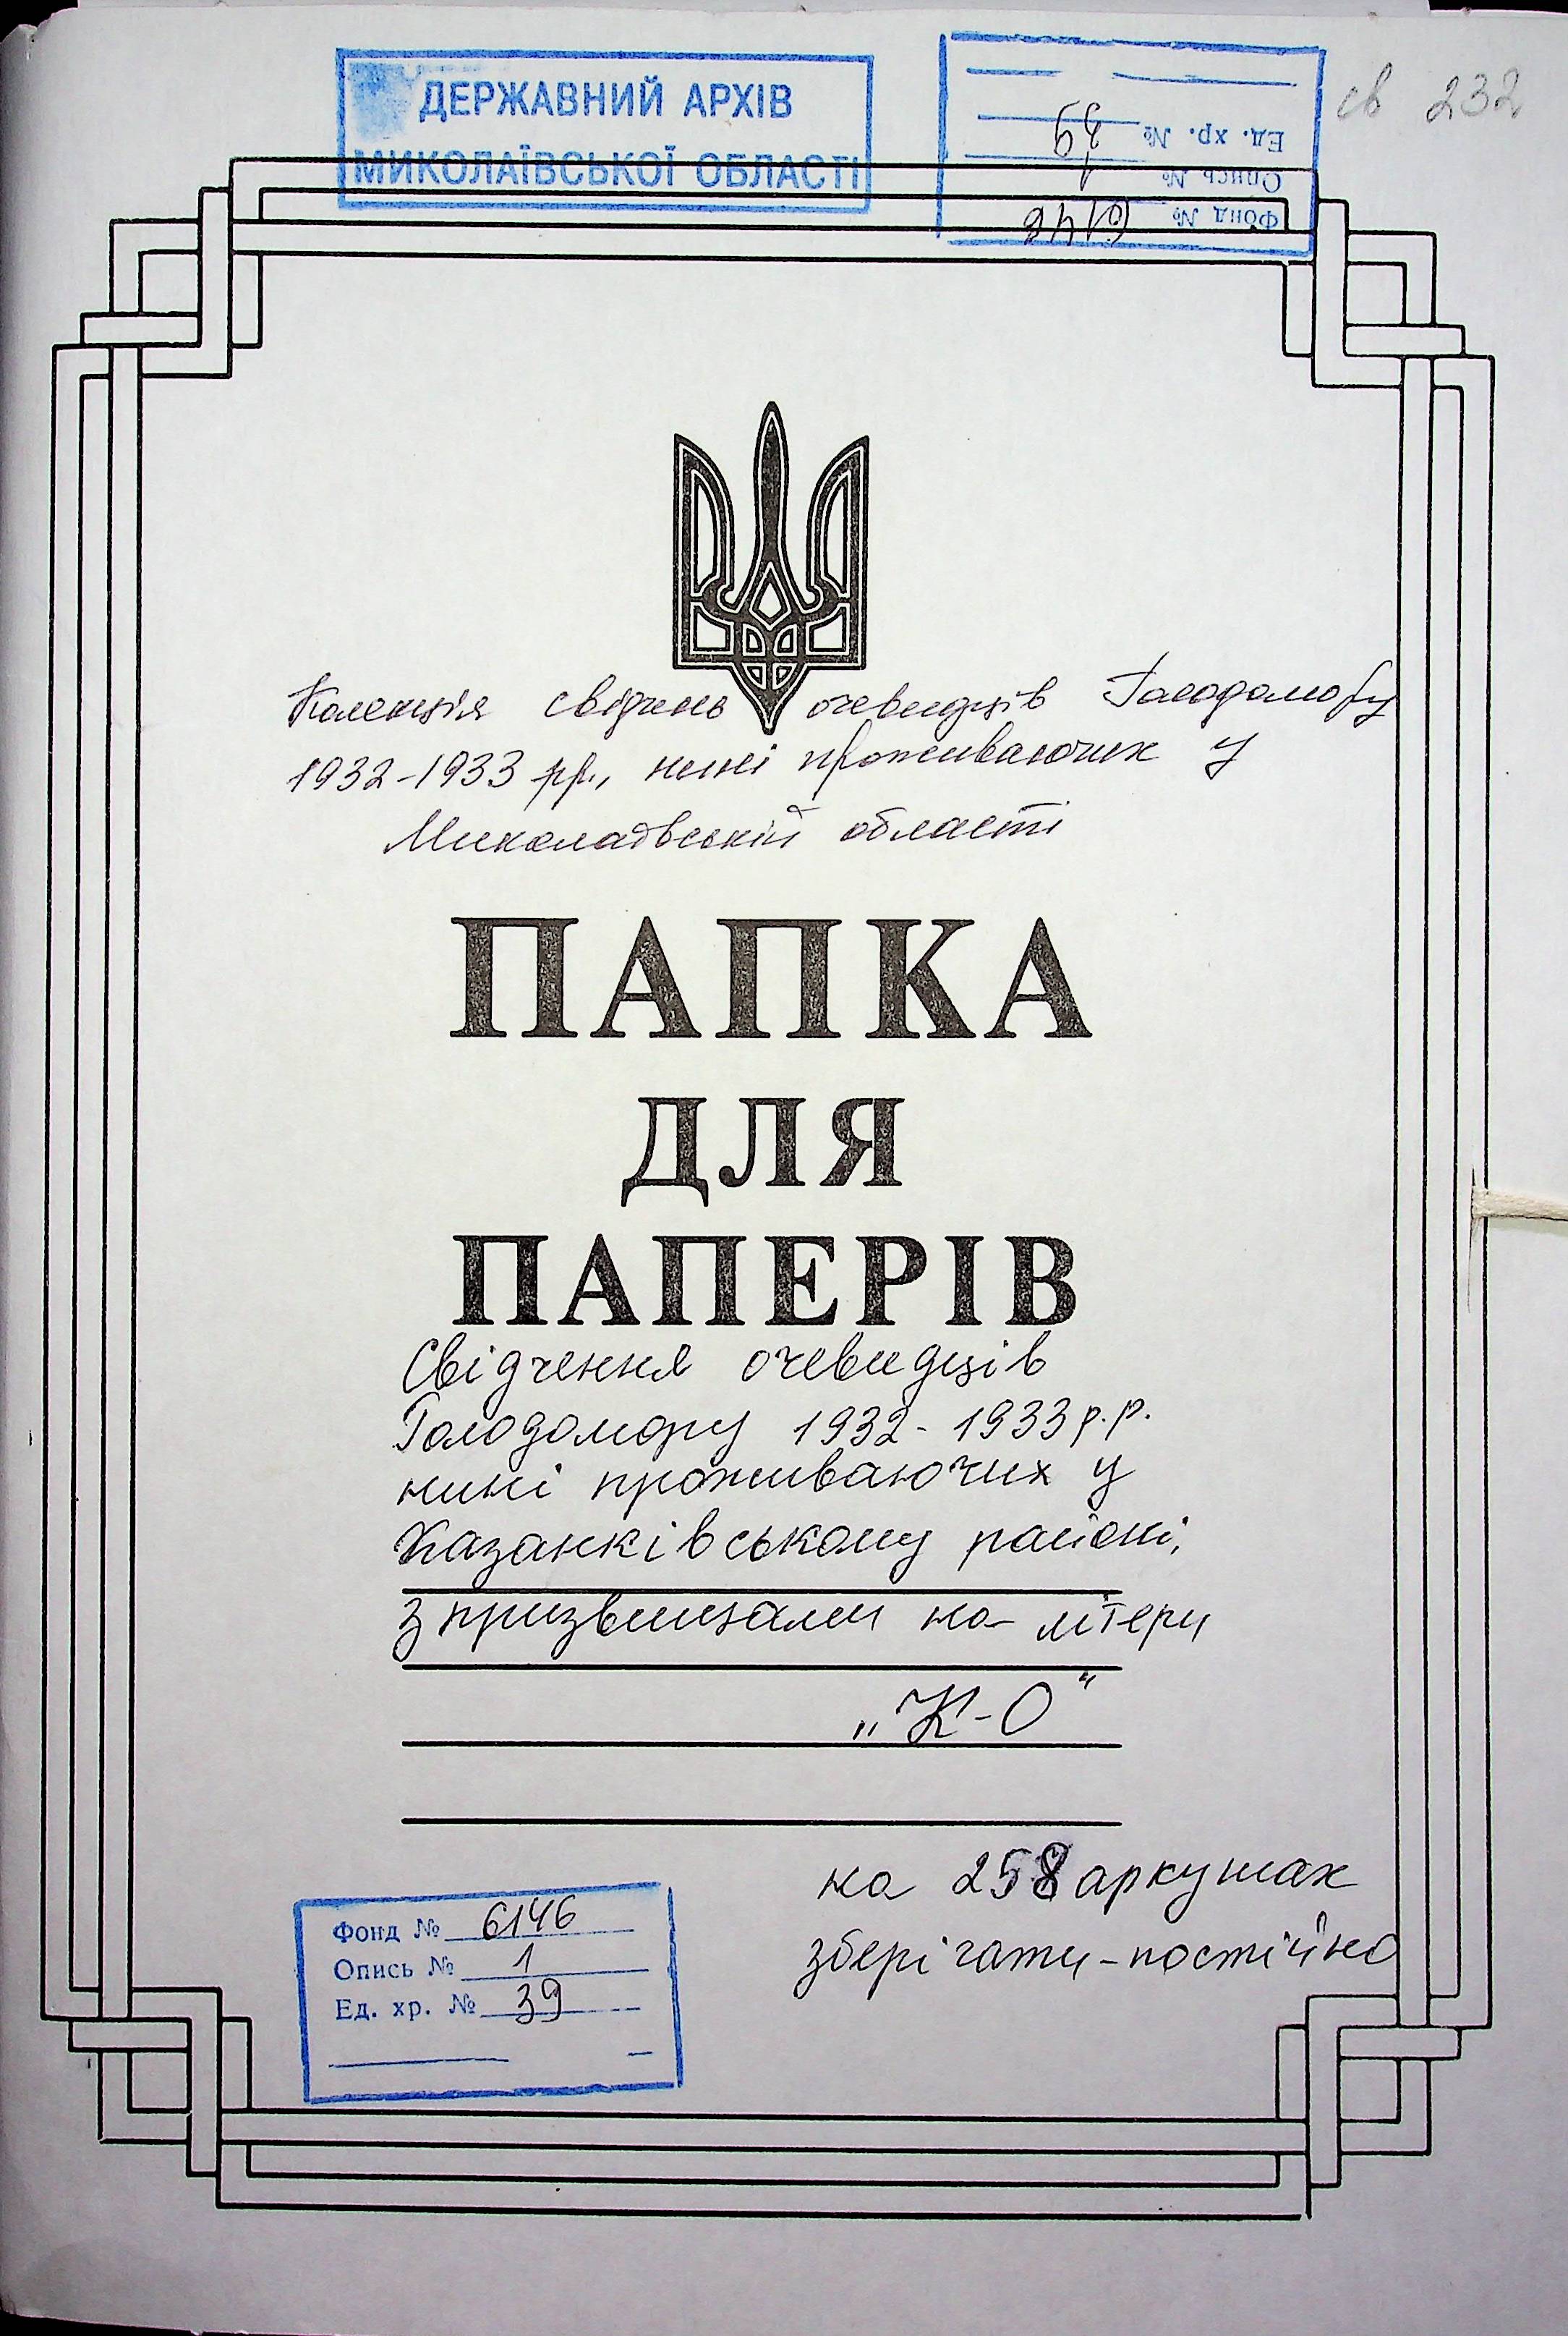 ДЕРЖАВНИЙ АРХІВ
МИКОЛАЇВСЬКОЇ ОБЛАСТІ
Фонд № 6146
Опись № 1
Ед. хр. № 39
св 232
Колекція свідчень очевидців Голодомору
1932-1933 рр., нині проживаючих у
Миколаївській області
ПАПКА
ДЛЯ
ПАПЕРІВ
Свідчення очевидців
Голодомору 1932-1933 р.р.
нині проживаючих у
Казанківському районі,
з прізвищами на літери
„К-О"
на 258 аркушах
зберігати-постійно
Фонд № 6146
Опись № 1
Ед. хр. № 39